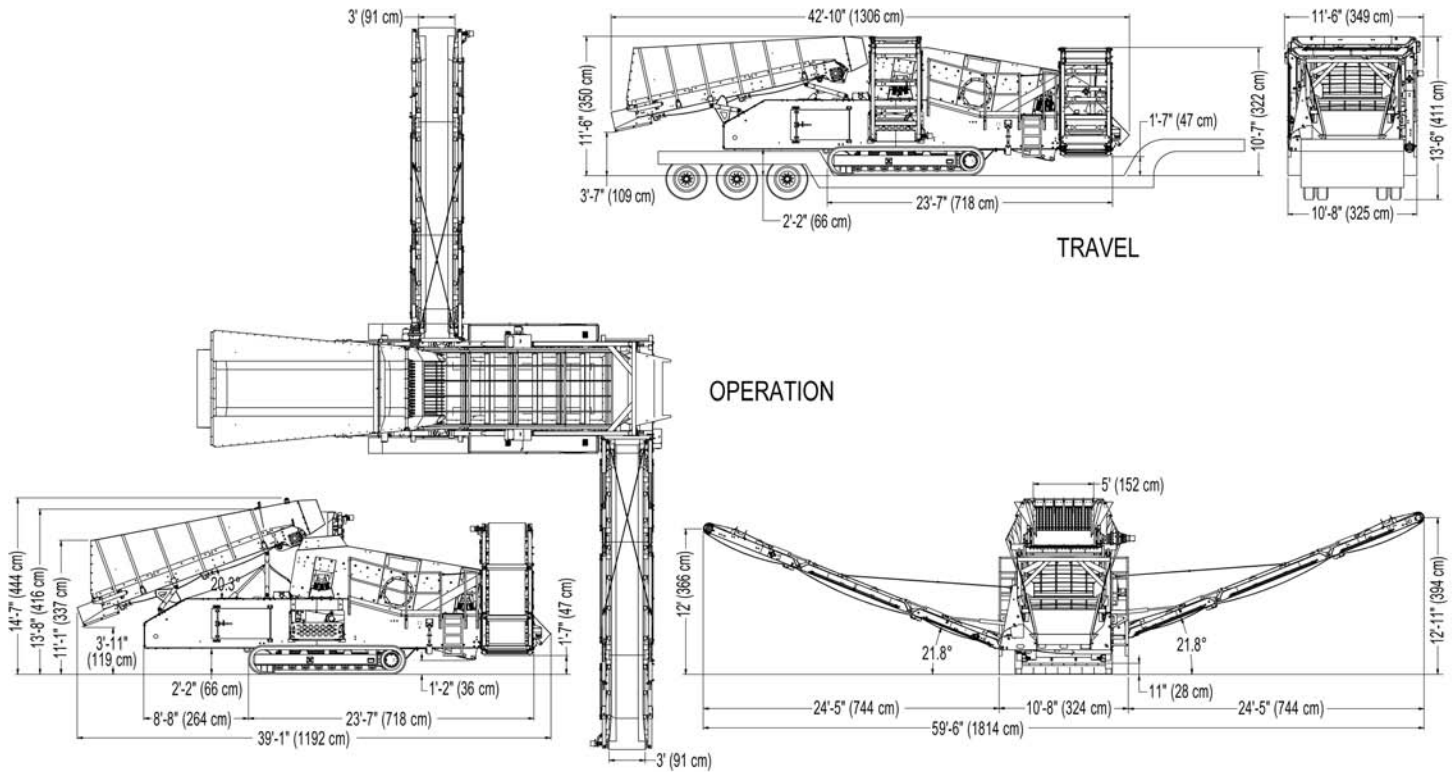 3' (91 cm)
42'-10" (1306 cm)
11'-6" (349 cm)
11'-6" (350 cm)
1'-7" (47 cm)
10'-7" (322 cm)
13'-6" (411 cm)
3'-7" (109 cm)
23'-7" (718 cm)
10'-8" (325 cm)
2'-2" (66 cm)
TRAVEL
OPERATION
5' (152 cm)
14'-7" (444 cm)
13'-8" (416 cm)
11'-1" (337 cm)
20.3°
3'-11"
(119 cm)
1'-7" (47 cm)
2'-2" (66 cm)
1'-2" (36 cm)
8'-8" (264 cm)
23'-7" (718 cm)
39'-1" (1192 cm)
3' (91 cm)
12' (366 cm)
21.8°
21.8°
12'-11" (394 cm)
11" (28 cm)
24'-5" (744 cm)
10'-8" (324 cm)
24'-5" (744 cm)
59'-6" (1814 cm)